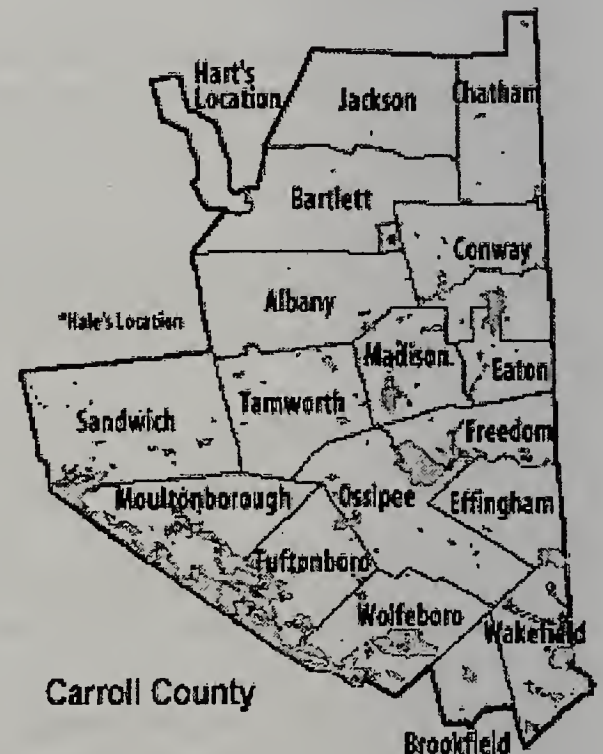 Hart's
Location
Jackson
Chatham
Bartlett
Conway
Albany
*Hale's Location
Madison
Eaton
Sandwich
Tamworth
Freedom
Moultonborough
Ossipee
Effingham
Tuftonboro
Wolfeboro
Wakefield
Carroll County
Brookfield
*